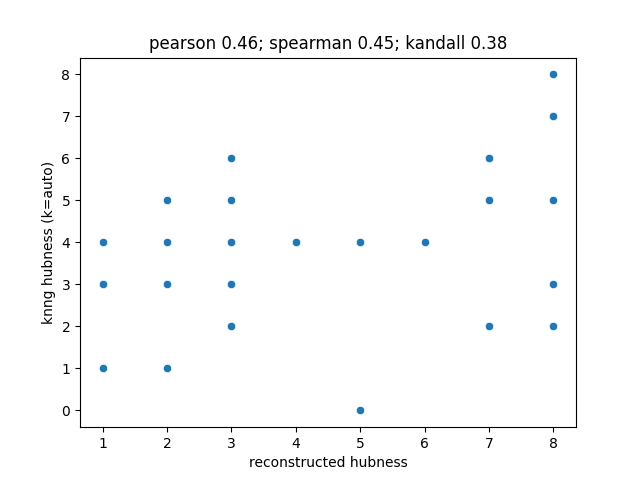 pearson 0.46; spearman 0.45; kandall 0.38
knng hubness (k=auto)
8
7
6
5
4
3
2
1
0
1 2 3 4 5 6 7 8
reconstructed hubness